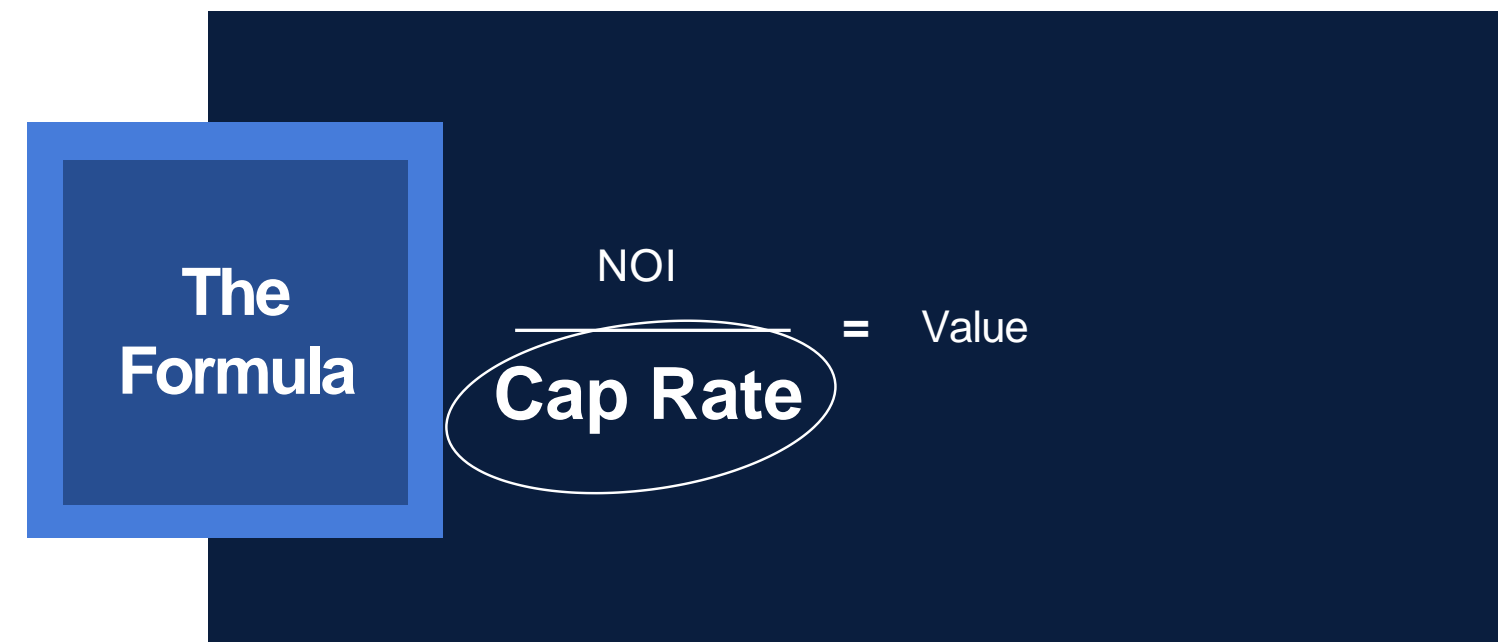 The
Formula
NOI
Cap Rate
= Value